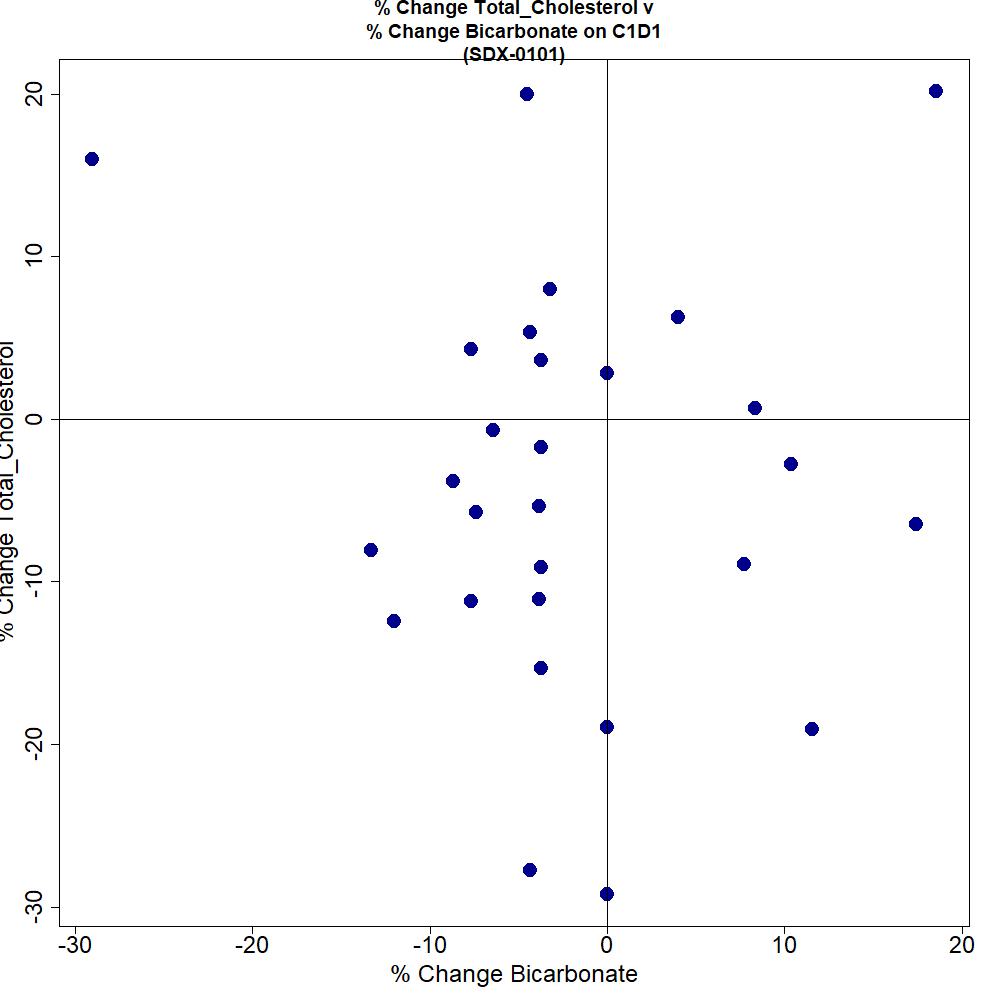 % Change Total_Cholesterol v
% Change Bicarbonate on C1D1
(SDX-0101)
% Change Total_Cholesterol
20
10
0
-10
-20
-30
-30
-20
-10
0
10
20
% Change Bicarbonate